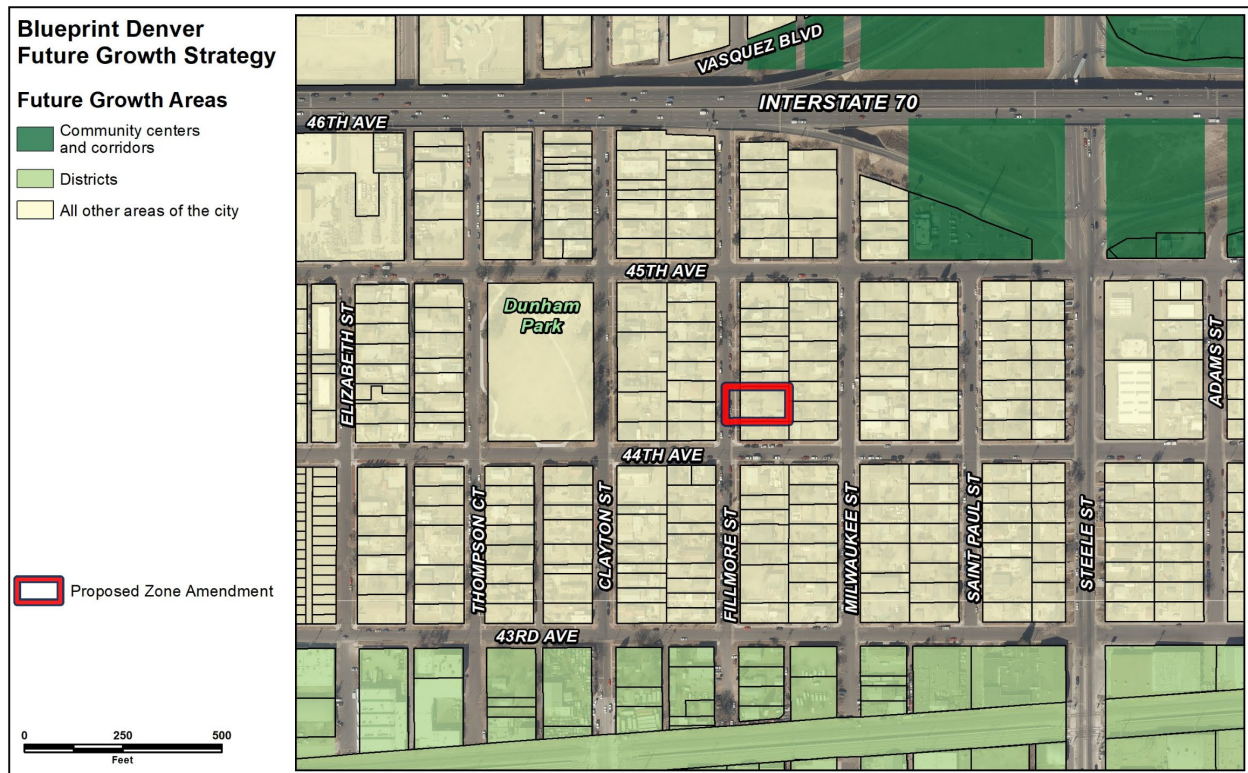 Blueprint Denver
Future Growth Strategy
Future Growth Areas
Community centers
and corridors
Districts
All other areas of the city
Proposed Zone Amendment
0 250 500
Feet
VASQUEZ BLVD
INTERSTATE 70
46TH AVE
45TH AVE
Dunham
Park
ELIZABETH ST
ADAMS ST
44TH AVE
THOMPSON CT
CLAYTON ST
FILLMORE ST
MILWAUKEE ST
SAINT PAUL ST
STEELE ST
43RD AVE